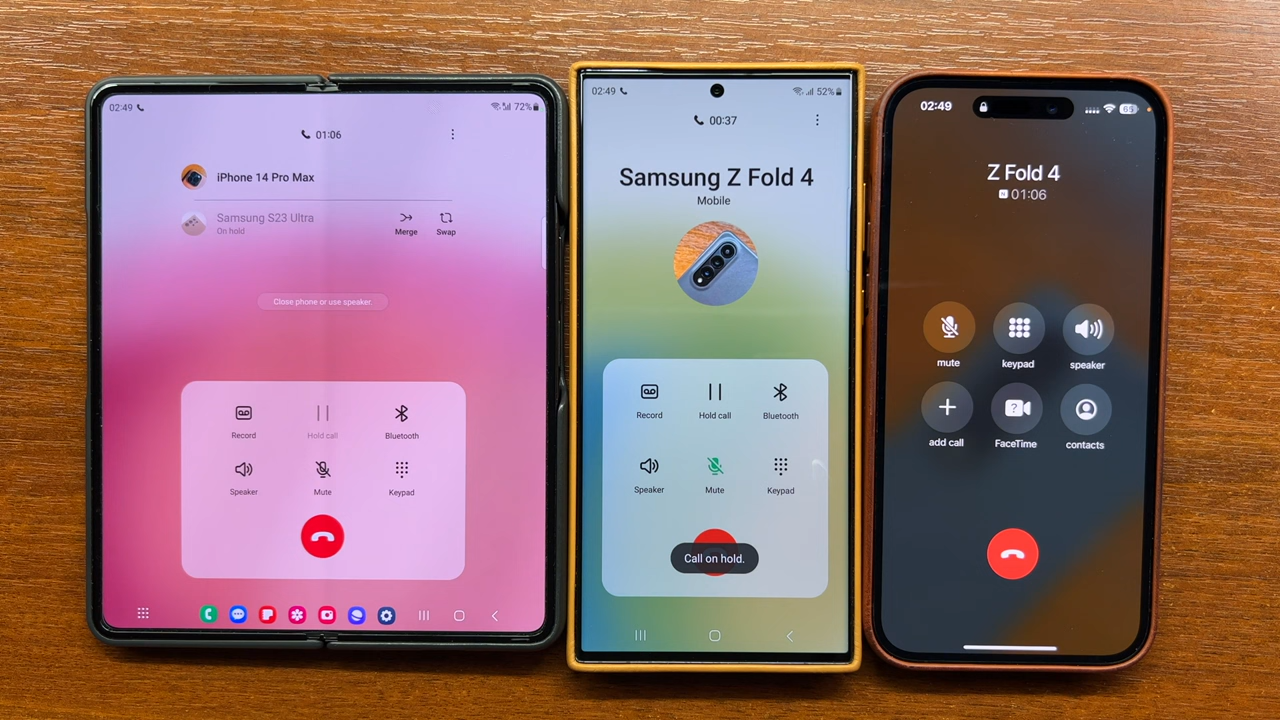 02:49
72%
01:06
iPhone 14 Pro Max
Samsung S23 Ultra
On hold
Merge
Swap
Close phone or use speaker.
Record
Hold call
Bluetooth
Speaker
Mute
Keypad
02:49
52%
00:37
Samsung Z Fold 4
Mobile
Record
Hold call
Bluetooth
Speaker
Mute
Keypad
Call on hold.
02:49
65
Z Fold 4
01:06
mute
keypad
speaker
add call
FaceTime
contacts